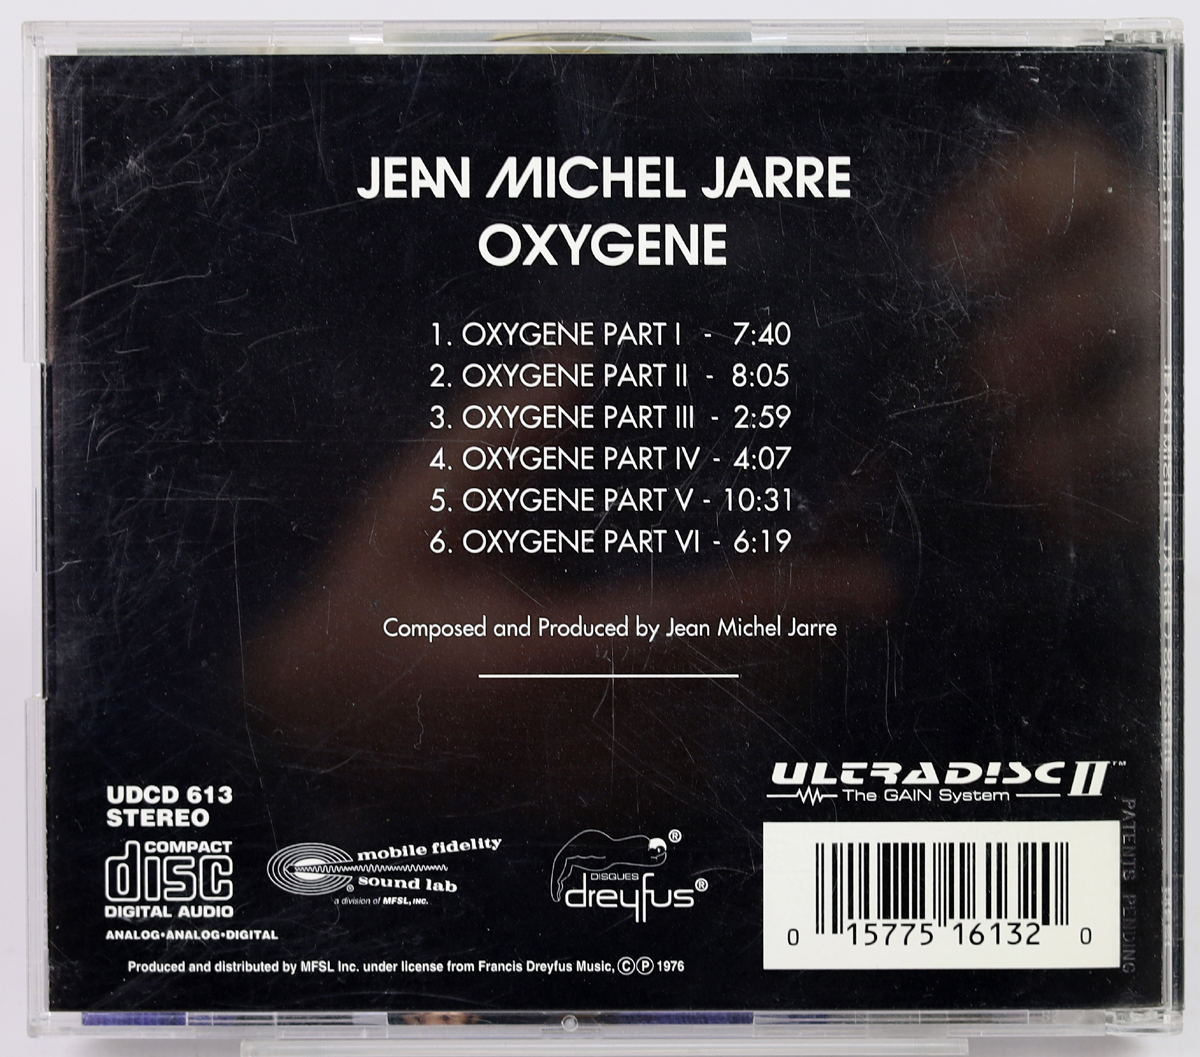 JEAN MICHEL JARRE
OXYGENE
1. OXYGENE PART I - 7:40
2. OXYGENE PART II - 8:05
3. OXYGENE PART III - 2:59
4. OXYGENE PART IV - 4:07
5. OXYGENE PART V - 10:31
6. OXYGENE PART VI - 6:19
Composed and Produced by Jean Michel Jarre
UDCD 613
STEREO
COMPACT
disc
DIGITAL AUDIO
ANALOG•ANALOG•DIGITAL
mobile fidelity
® sound lab
a division of MFSL, INC.
®
DISQUES
dreyfus®
ULTRADISC II™
The GAIN System
0 15775 16132 0
PATENTS PENDING
Produced and distributed by MFSL Inc. under license from Francis Dreyfus Music, Ⓒ Ⓟ 1976